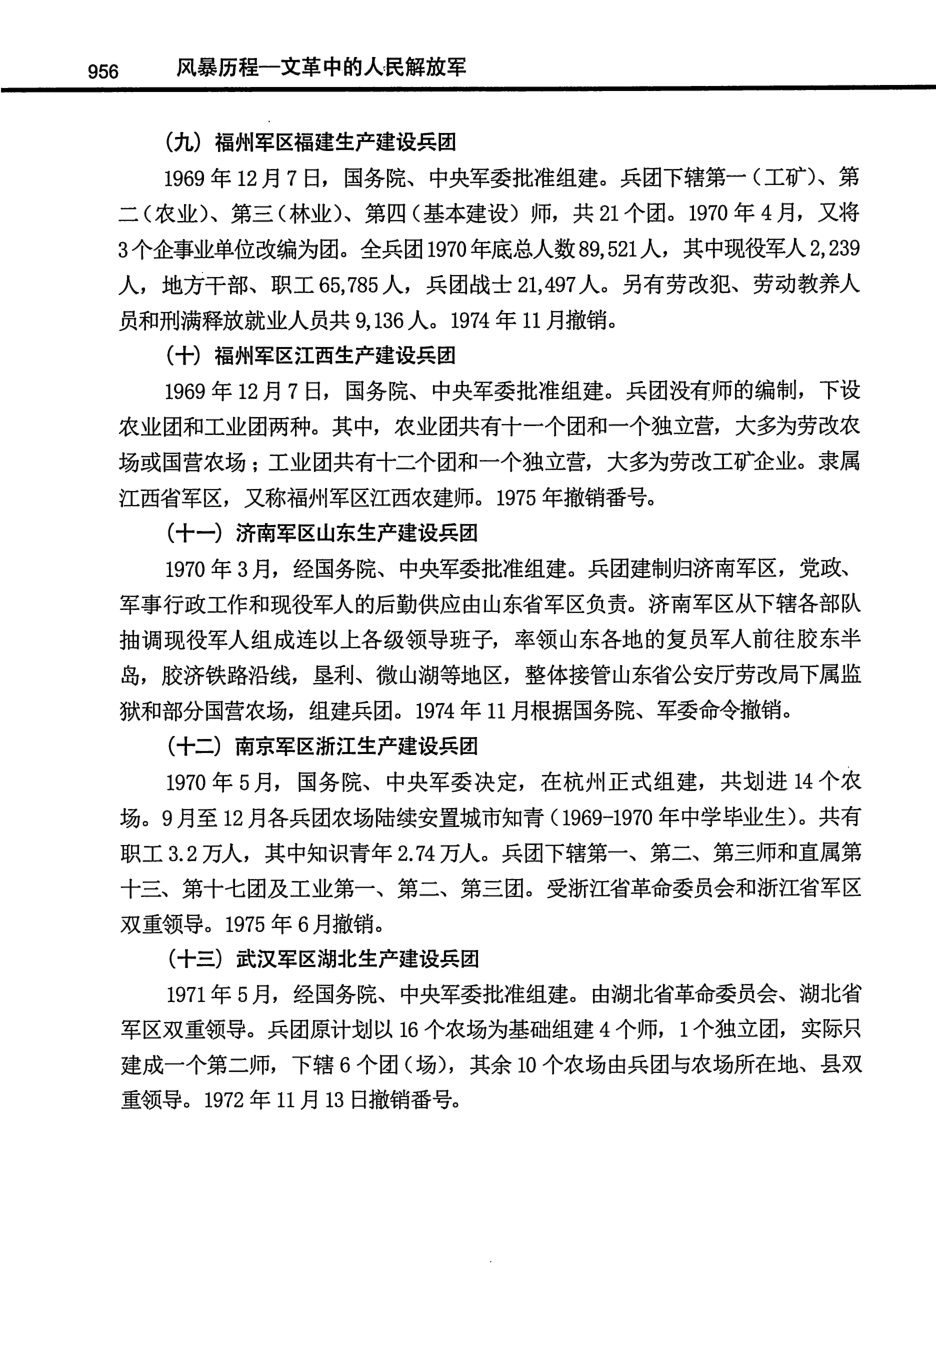 956 风暴历程—文革中的人民解放军
（九）福州军区福建生产建设兵团
1969 年 12 月 7 日，国务院、中央军委批准组建。兵团下辖第一（工矿）、第
二（农业）、第三（林业）、第四（基本建设）师，共 21 个团。1970 年 4 月，又将
3 个企事业单位改编为团。全兵团 1970 年底总人数 89,521 人，其中现役军人 2,239
人，地方干部、职工 65,785 人，兵团战士 21,497 人。另有劳改犯、劳动教养人
员和刑满释放就业人员共 9,136 人。1974 年 11 月撤销。
（十）福州军区江西生产建设兵团
1969 年 12 月 7 日，国务院、中央军委批准组建。兵团没有师的编制，下设
农业团和工业团两种。其中，农业团共有十一个团和一个独立营，大多为劳改农
场或国营农场；工业团共有十二个团和一个独立营，大多为劳改工矿企业。隶属
江西省军区，又称福州军区江西农建师。1975 年撤销番号。
（十一）济南军区山东生产建设兵团
1970 年 3 月，经国务院、中央军委批准组建。兵团建制归济南军区，党政、
军事行政工作和现役军人的后勤供应由山东省军区负责。济南军区从下辖各部队
抽调现役军人组成连以上各级领导班子，率领山东各地的复员军人前往胶东半
岛，胶济铁路沿线，垦利、微山湖等地区，整体接管山东省公安厅劳改局下属监
狱和部分国营农场，组建兵团。1974 年 11 月根据国务院、军委命令撤销。
（十二）南京军区浙江生产建设兵团
1970 年 5 月，国务院、中央军委决定，在杭州正式组建，共划进 14 个农
场。9 月至 12 月各兵团农场陆续安置城市知青（1969-1970 年中学毕业生）。共有
职工 3.2 万人，其中知识青年 2.74 万人。兵团下辖第一、第二、第三师和直属第
十三、第十七团及工业第一、第二、第三团。受浙江省革命委员会和浙江省军区
双重领导。1975 年 6 月撤销。
（十三）武汉军区湖北生产建设兵团
1971 年 5 月，经国务院、中央军委批准组建。由湖北省革命委员会、湖北省
军区双重领导。兵团原计划以 16 个农场为基础组建 4 个师，1 个独立团，实际只
建成一个第二师，下辖 6 个团（场），其余 10 个农场由兵团与农场所在地、县双
重领导。1972 年 11 月 13 日撤销番号。